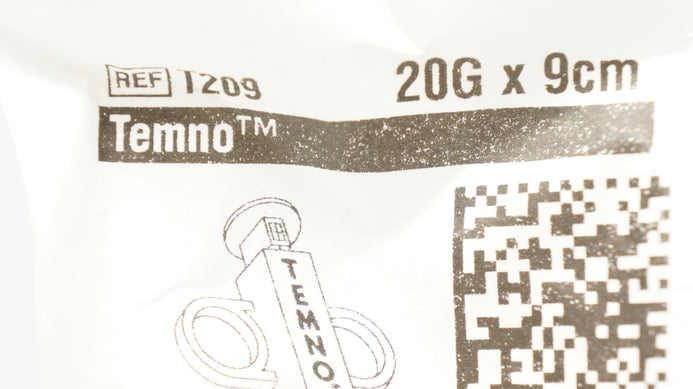 REF T209 20G x 9cm
Temno™
TEMNO